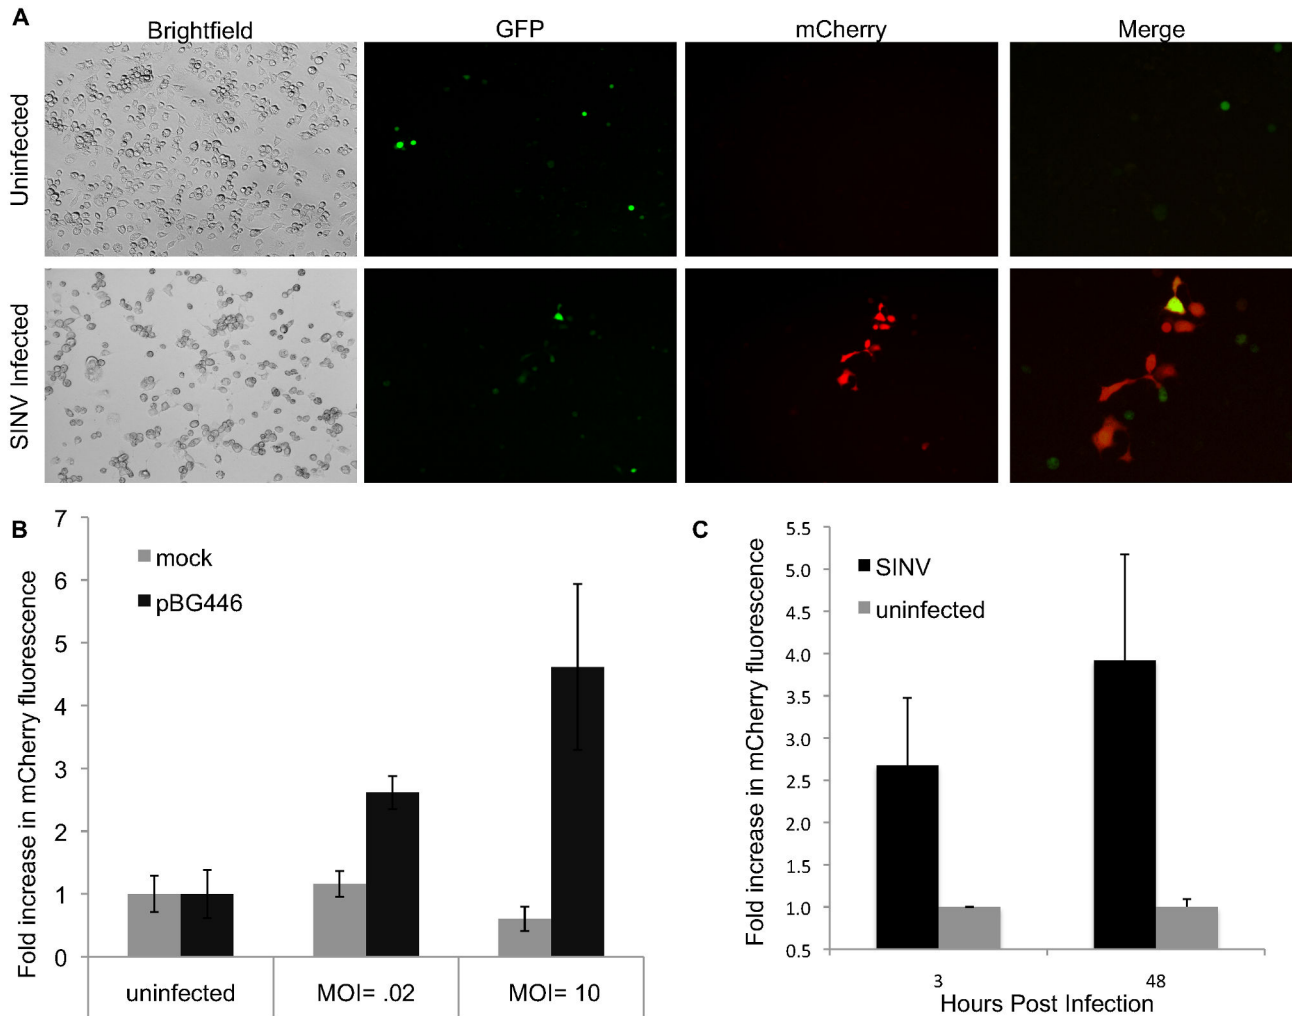 A
Brightfield
GFP
mCherry
Merge
Uninfected
SINV Infected
B
Fold increase in mCherry fluorescence
7
6
5
4
3
2
1
0
mock
pBG446
uninfected
MOI= .02
MOI= 10
C
Fold increase in mCherry fluorescence
5.5
5.0
4.5
4.0
3.5
3.0
2.5
2.0
1.5
1.0
0.5
SINV
uninfected
3
48
Hours Post Infection